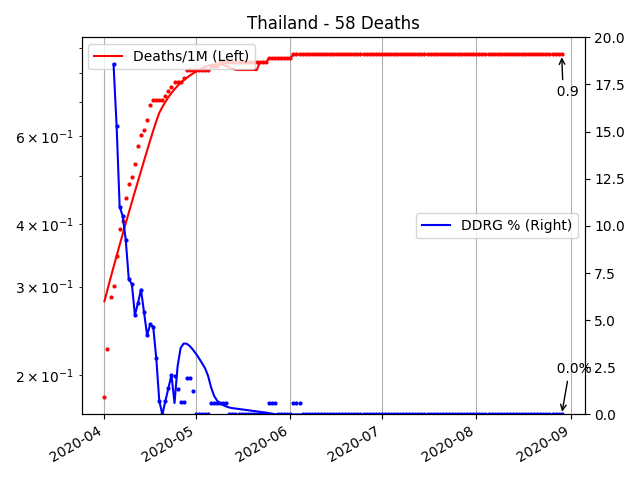 Thailand - 58 Deaths
Deaths/1M (Left)
DDRG % (Right)
0.9
0.0%
6 × 10⁻¹
4 × 10⁻¹
3 × 10⁻¹
2 × 10⁻¹
20.0
17.5
15.0
12.5
10.0
7.5
5.0
2.5
0.0
2020-04
2020-05
2020-06
2020-07
2020-08
2020-09